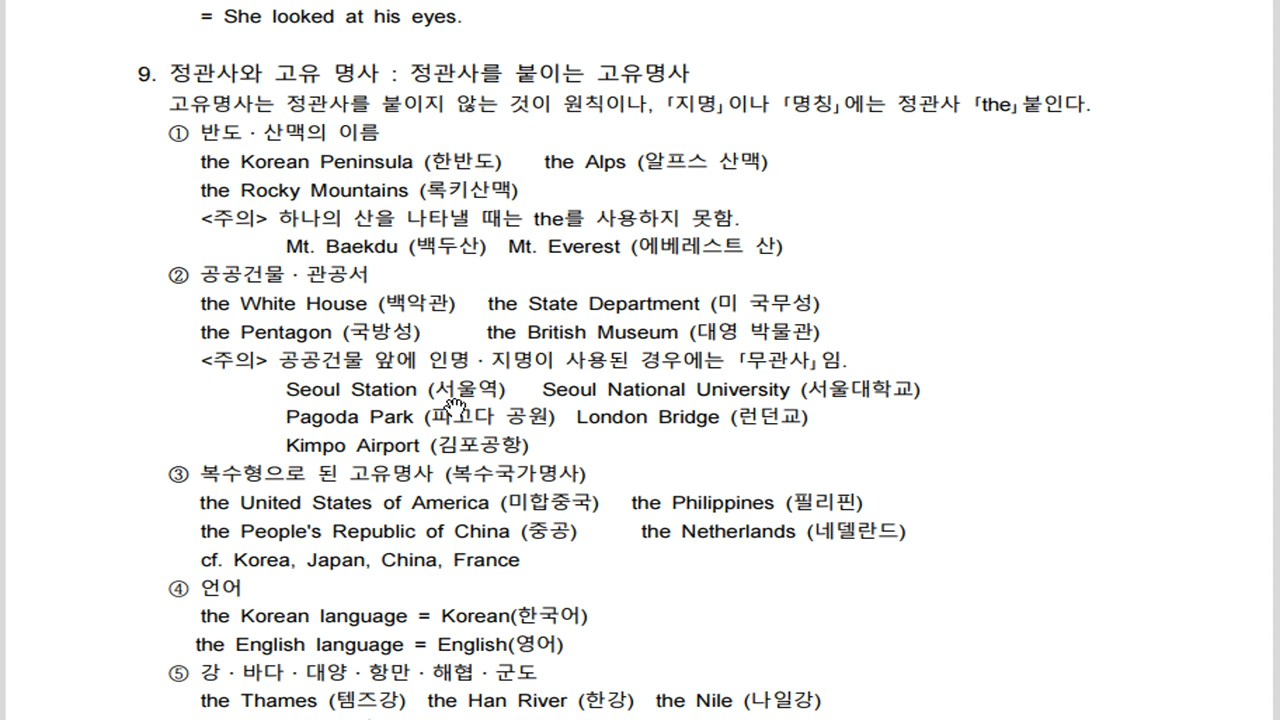 = She looked at his eyes.
9. 정관사와 고유 명사 : 정관사를 붙이는 고유명사
고유명사는 정관사를 붙이지 않는 것이 원칙이나, 「지명」이나 「명칭」에는 정관사 「the」붙인다.
① 반도 · 산맥의 이름
the Korean Peninsula (한반도) the Alps (알프스 산맥)
the Rocky Mountains (록키산맥)
<주의> 하나의 산을 나타낼 때는 the를 사용하지 못함.
Mt. Baekdu (백두산) Mt. Everest (에베레스트 산)
② 공공건물 · 관공서
the White House (백악관) the State Department (미 국무성)
the Pentagon (국방성) the British Museum (대영 박물관)
<주의> 공공건물 앞에 인명 · 지명이 사용된 경우에는 「무관사」임.
Seoul Station (서울역) Seoul National University (서울대학교)
Pagoda Park (파고다 공원) London Bridge (런던교)
Kimpo Airport (김포공항)
③ 복수형으로 된 고유명사 (복수국가명사)
the United States of America (미합중국) the Philippines (필리핀)
the People's Republic of China (중공) the Netherlands (네델란드)
cf. Korea, Japan, China, France
④ 언어
the Korean language = Korean(한국어)
the English language = English(영어)
⑤ 강 · 바다 · 대양 · 항만 · 해협 · 군도
the Thames (템즈강) the Han River (한강) the Nile (나일강)